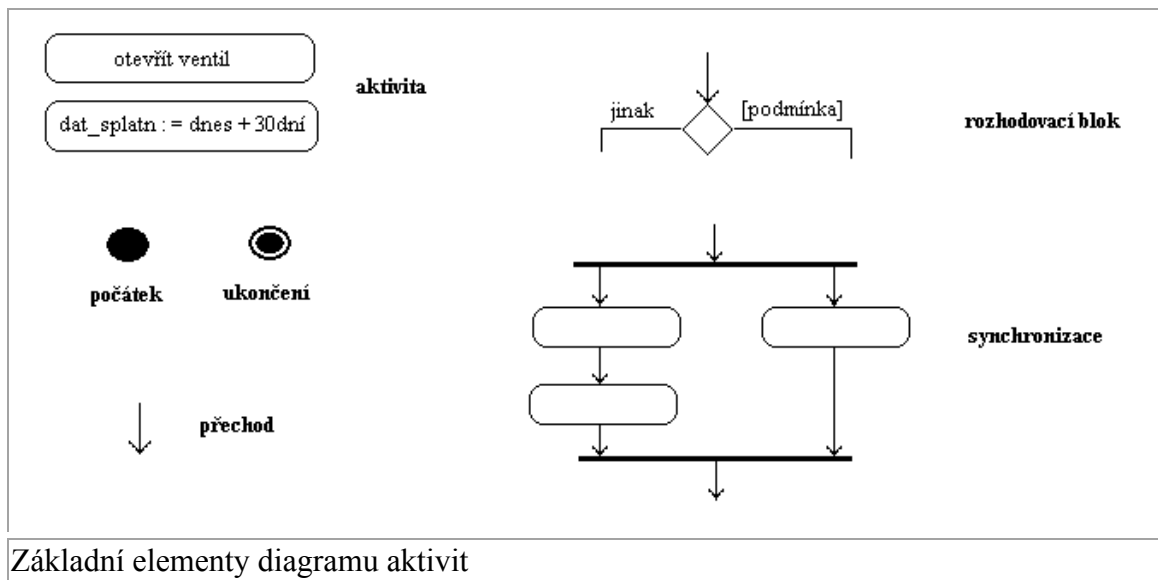 otevřít ventil
aktivita
dat_splatn : = dnes + 30dní
jinak
[podmínka]
rozhodovací blok
počátek
ukončení
synchronizace
přechod
Základní elementy diagramu aktivit